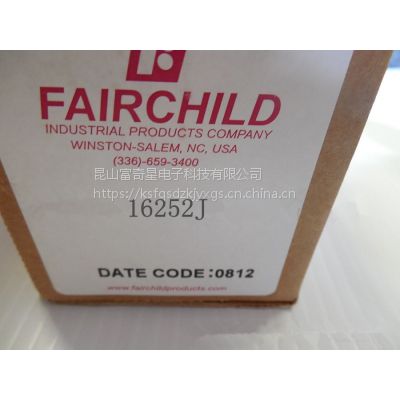 FAIRCHILD
INDUSTRIAL PRODUCTS COMPANY
WINSTON-SALEM, NC, USA
(336)-659-3400
昆山富奇星电子科技有限公司
https://ksfqsdzkjyxgs.cn.china.cn
16252J
DATE CODE:0812
www.fairchildproducts.com